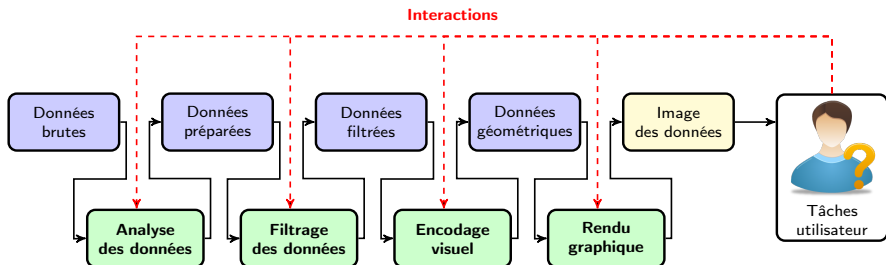 Interactions
Données
brutes
Données
préparées
Données
filtrées
Données
géométriques
Image
des données
Analyse
des données
Filtrage
des données
Encodage
visuel
Rendu
graphique
Tâches
utilisateur